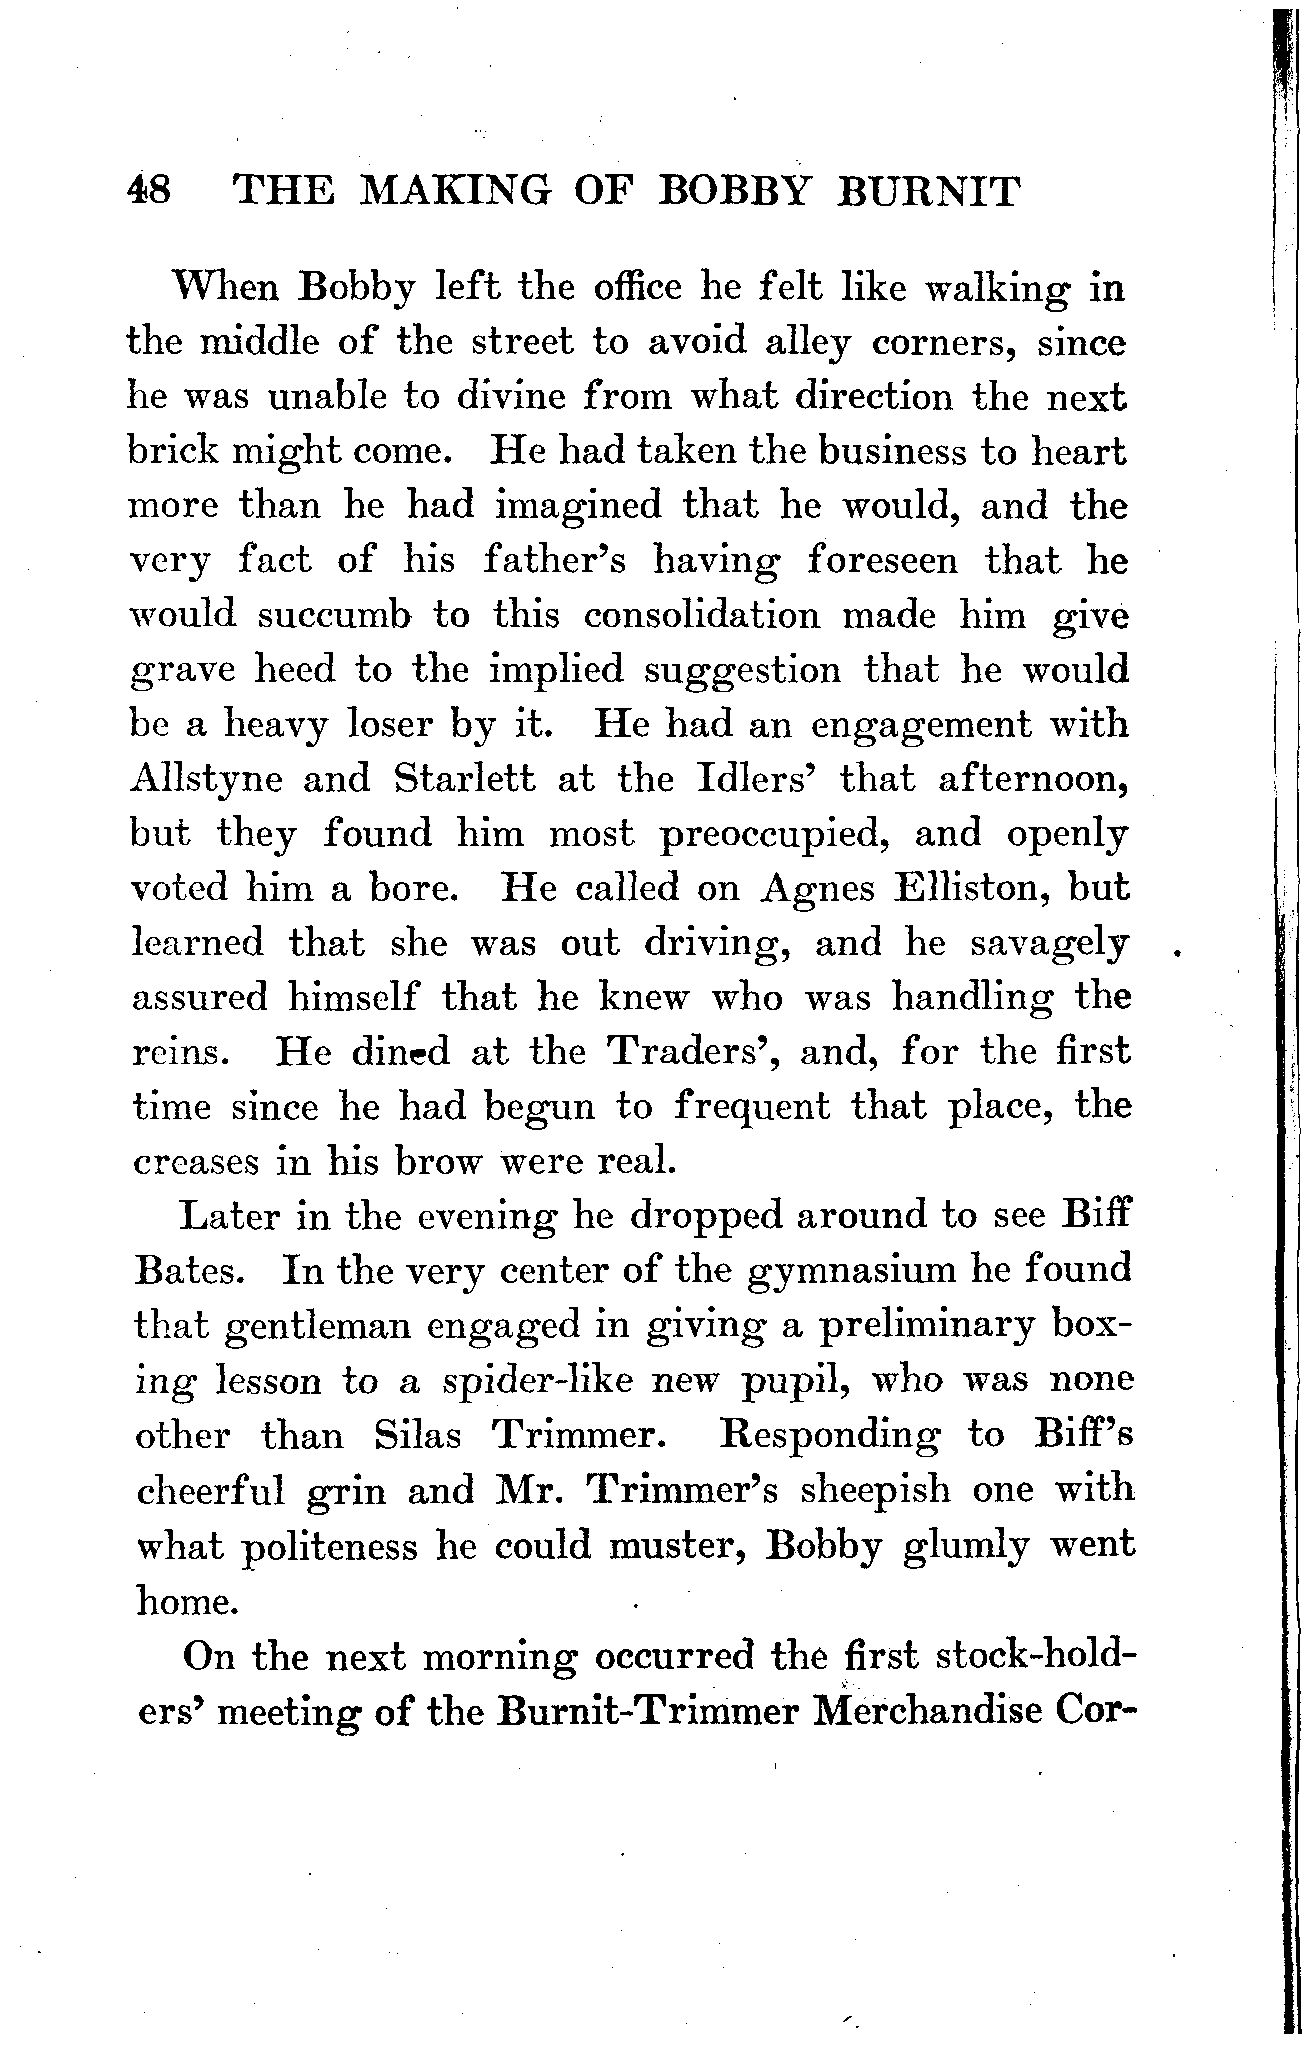 48 THE MAKING OF BOBBY BURNIT
When Bobby left the office he felt like walking in
the middle of the street to avoid alley corners, since
he was unable to divine from what direction the next
brick might come. He had taken the business to heart
more than he had imagined that he would, and the
very fact of his father's having foreseen that he
would succumb to this consolidation made him give
grave heed to the implied suggestion that he would
be a heavy loser by it. He had an engagement with
Allstyne and Starlett at the Idlers' that afternoon,
but they found him most preoccupied, and openly
voted him a bore. He called on Agnes Elliston, but
learned that she was out driving, and he savagely
assured himself that he knew who was handling the
reins. He dined at the Traders', and, for the first
time since he had begun to frequent that place, the
creases in his brow were real.
Later in the evening he dropped around to see Biff
Bates. In the very center of the gymnasium he found
that gentleman engaged in giving a preliminary box-
ing lesson to a spider-like new pupil, who was none
other than Silas Trimmer. Responding to Biff's
cheerful grin and Mr. Trimmer's sheepish one with
what politeness he could muster, Bobby glumly went
home.
On the next morning occurred the first stock-hold-
ers' meeting of the Burnit-Trimmer Merchandise Cor-